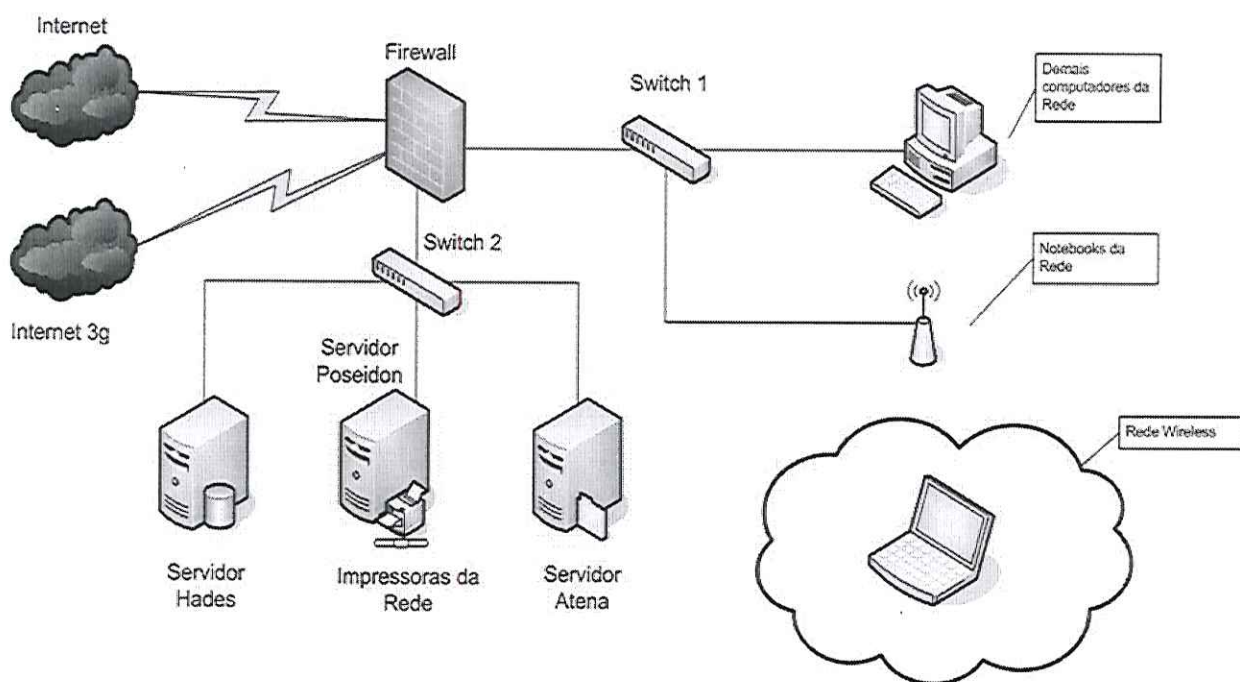 Internet
Firewall
Switch 1
Demais
computadores da
Rede
Switch 2
Notebooks da
Rede
Internet 3g
Servidor
Poseidon
Rede Wireless
Servidor
Hades
Impressoras da
Rede
Servidor
Atena